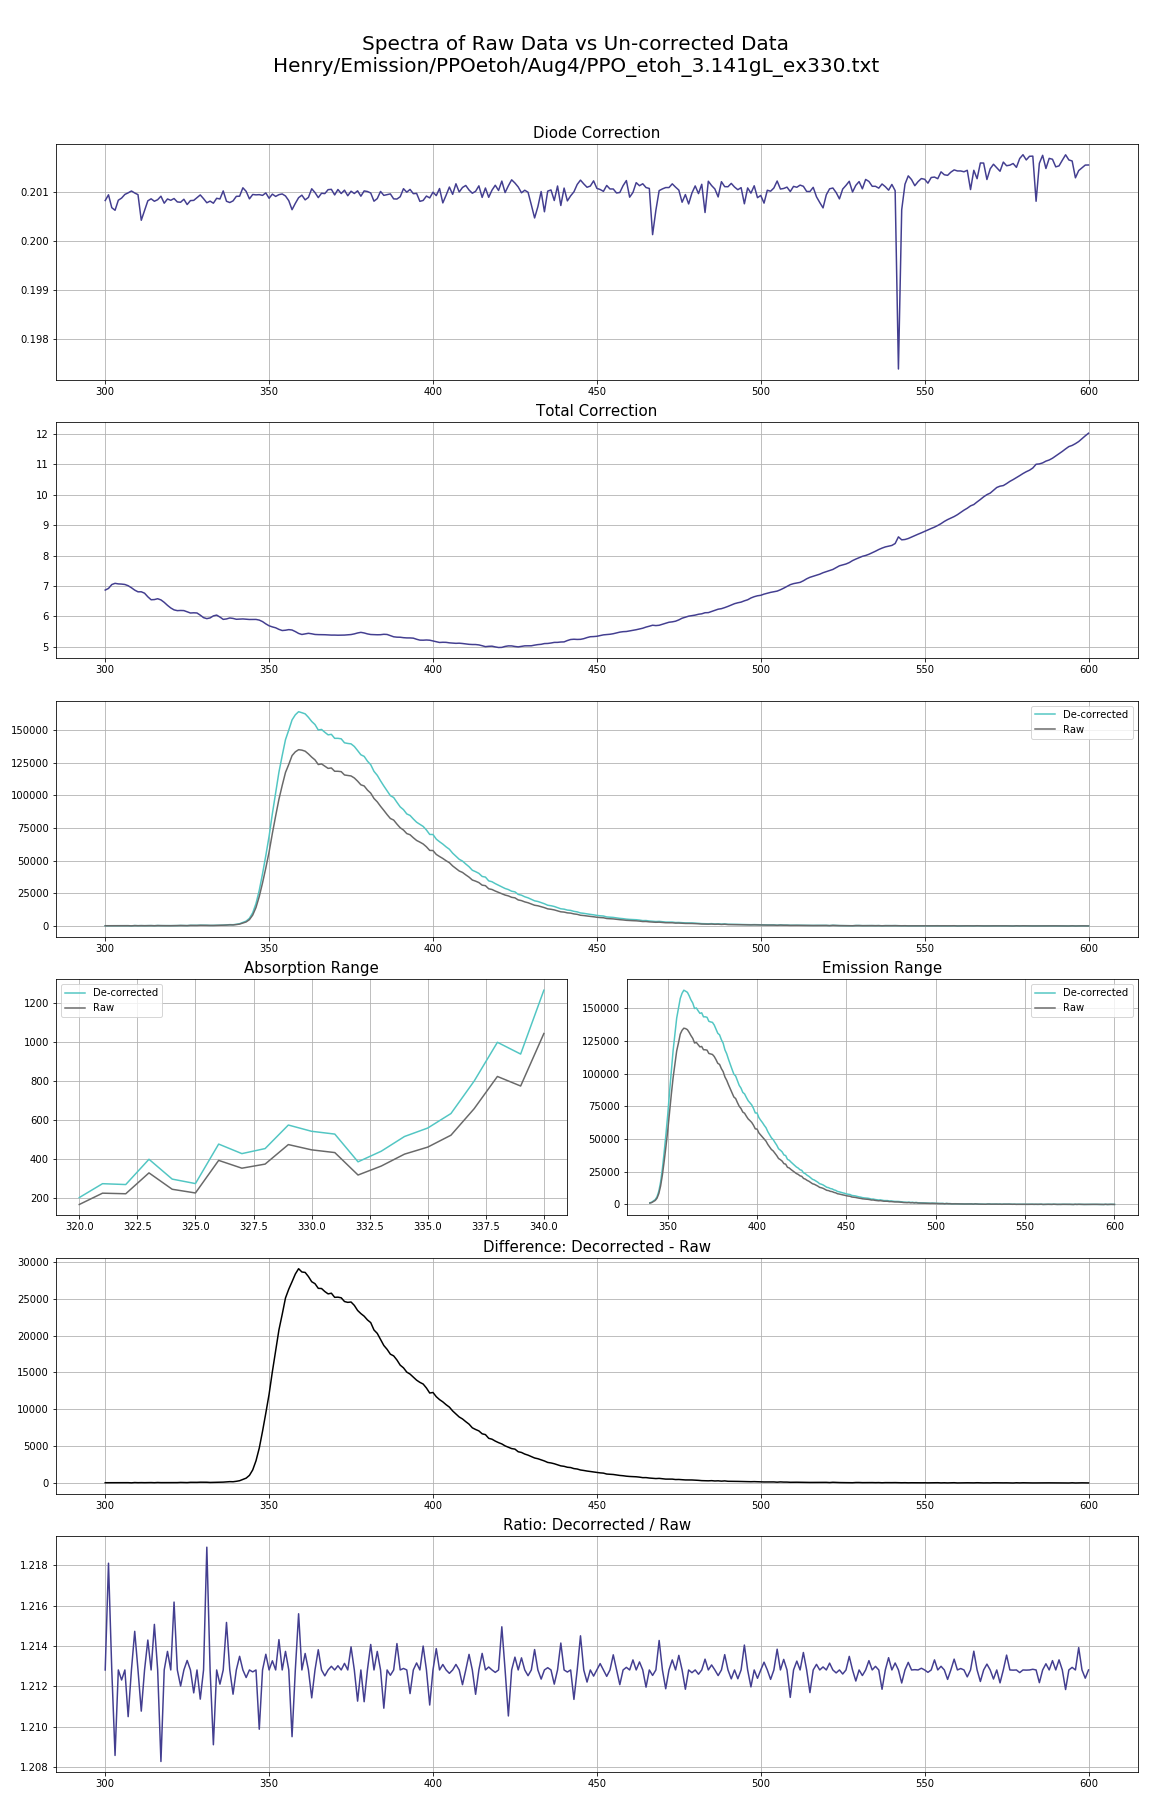 Spectra of Raw Data vs Un-corrected Data
Henry/Emission/PPOetoh/Aug4/PPO_etoh_3.141gL_ex330.txt
Diode Correction
0.201
0.200
0.199
0.198
300 350 400 450 500 550 600
Total Correction
12
11
10
9
8
7
6
5
300 350 400 450 500 550 600
De-corrected
Raw
150000
125000
100000
75000
50000
25000
0
300 350 400 450 500 550 600
Absorption Range
De-corrected
Raw
1200
1000
800
600
400
200
320.0 322.5 325.0 327.5 330.0 332.5 335.0 337.5 340.0
Emission Range
De-corrected
Raw
150000
125000
100000
75000
50000
25000
0
350 400 450 500 550 600
Difference: Decorrected - Raw
30000
25000
20000
15000
10000
5000
0
300 350 400 450 500 550 600
Ratio: Decorrected / Raw
1.218
1.216
1.214
1.212
1.210
1.208
300 350 400 450 500 550 600